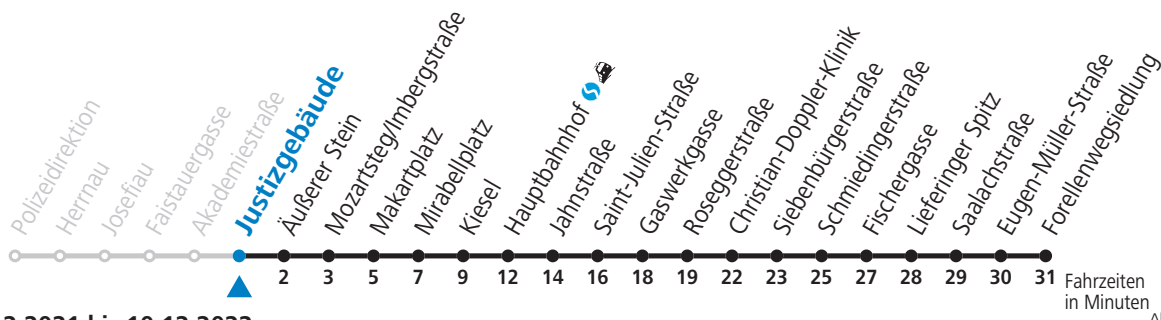 Polizeidirektion
Herrnau
Josefiau
Faistauergasse
Akademiestraße
Justizgebäude
Äußerer Stein
Mozartsteg/Imbergstraße
Makartplatz
Mirabellplatz
Kiesel
Hauptbahnhof
Jahnstraße
Saint-Julien-Straße
Gaswerkgasse
Roseggerstraße
Christian-Doppler-Klinik
Siebenbürgerstraße
Schmiedingerstraße
Fischergasse
Lieferinger Spitz
Saalachstraße
Eugen-Müller-Straße
Forellenwegsiedlung
2 3 5 7 9 12 14 16 18 19 22 23 25 27 28 29 30 31 Fahrzeiten
in Minuten